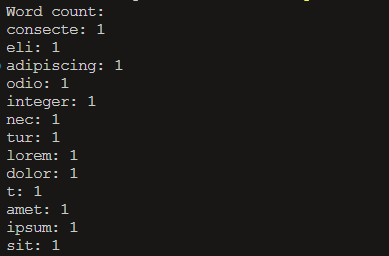 Word count:
consecte: 1
eli: 1
adipiscing: 1
odio: 1
integer: 1
nec: 1
tur: 1
lorem: 1
dolor: 1
t: 1
amet: 1
ipsum: 1
sit: 1